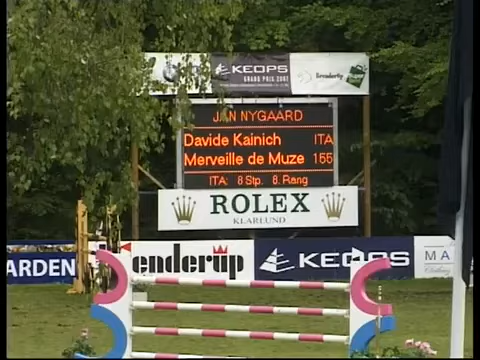 KEOPS
GRAND PRIX 2007
JAN NYGAARD
Davide Kainich ITA
Merveille de Muze 155
ITA: 8 Stp. 8. Rang
ROLEX
KLARLUND
ARDEN
enderup
KEOPS
MA